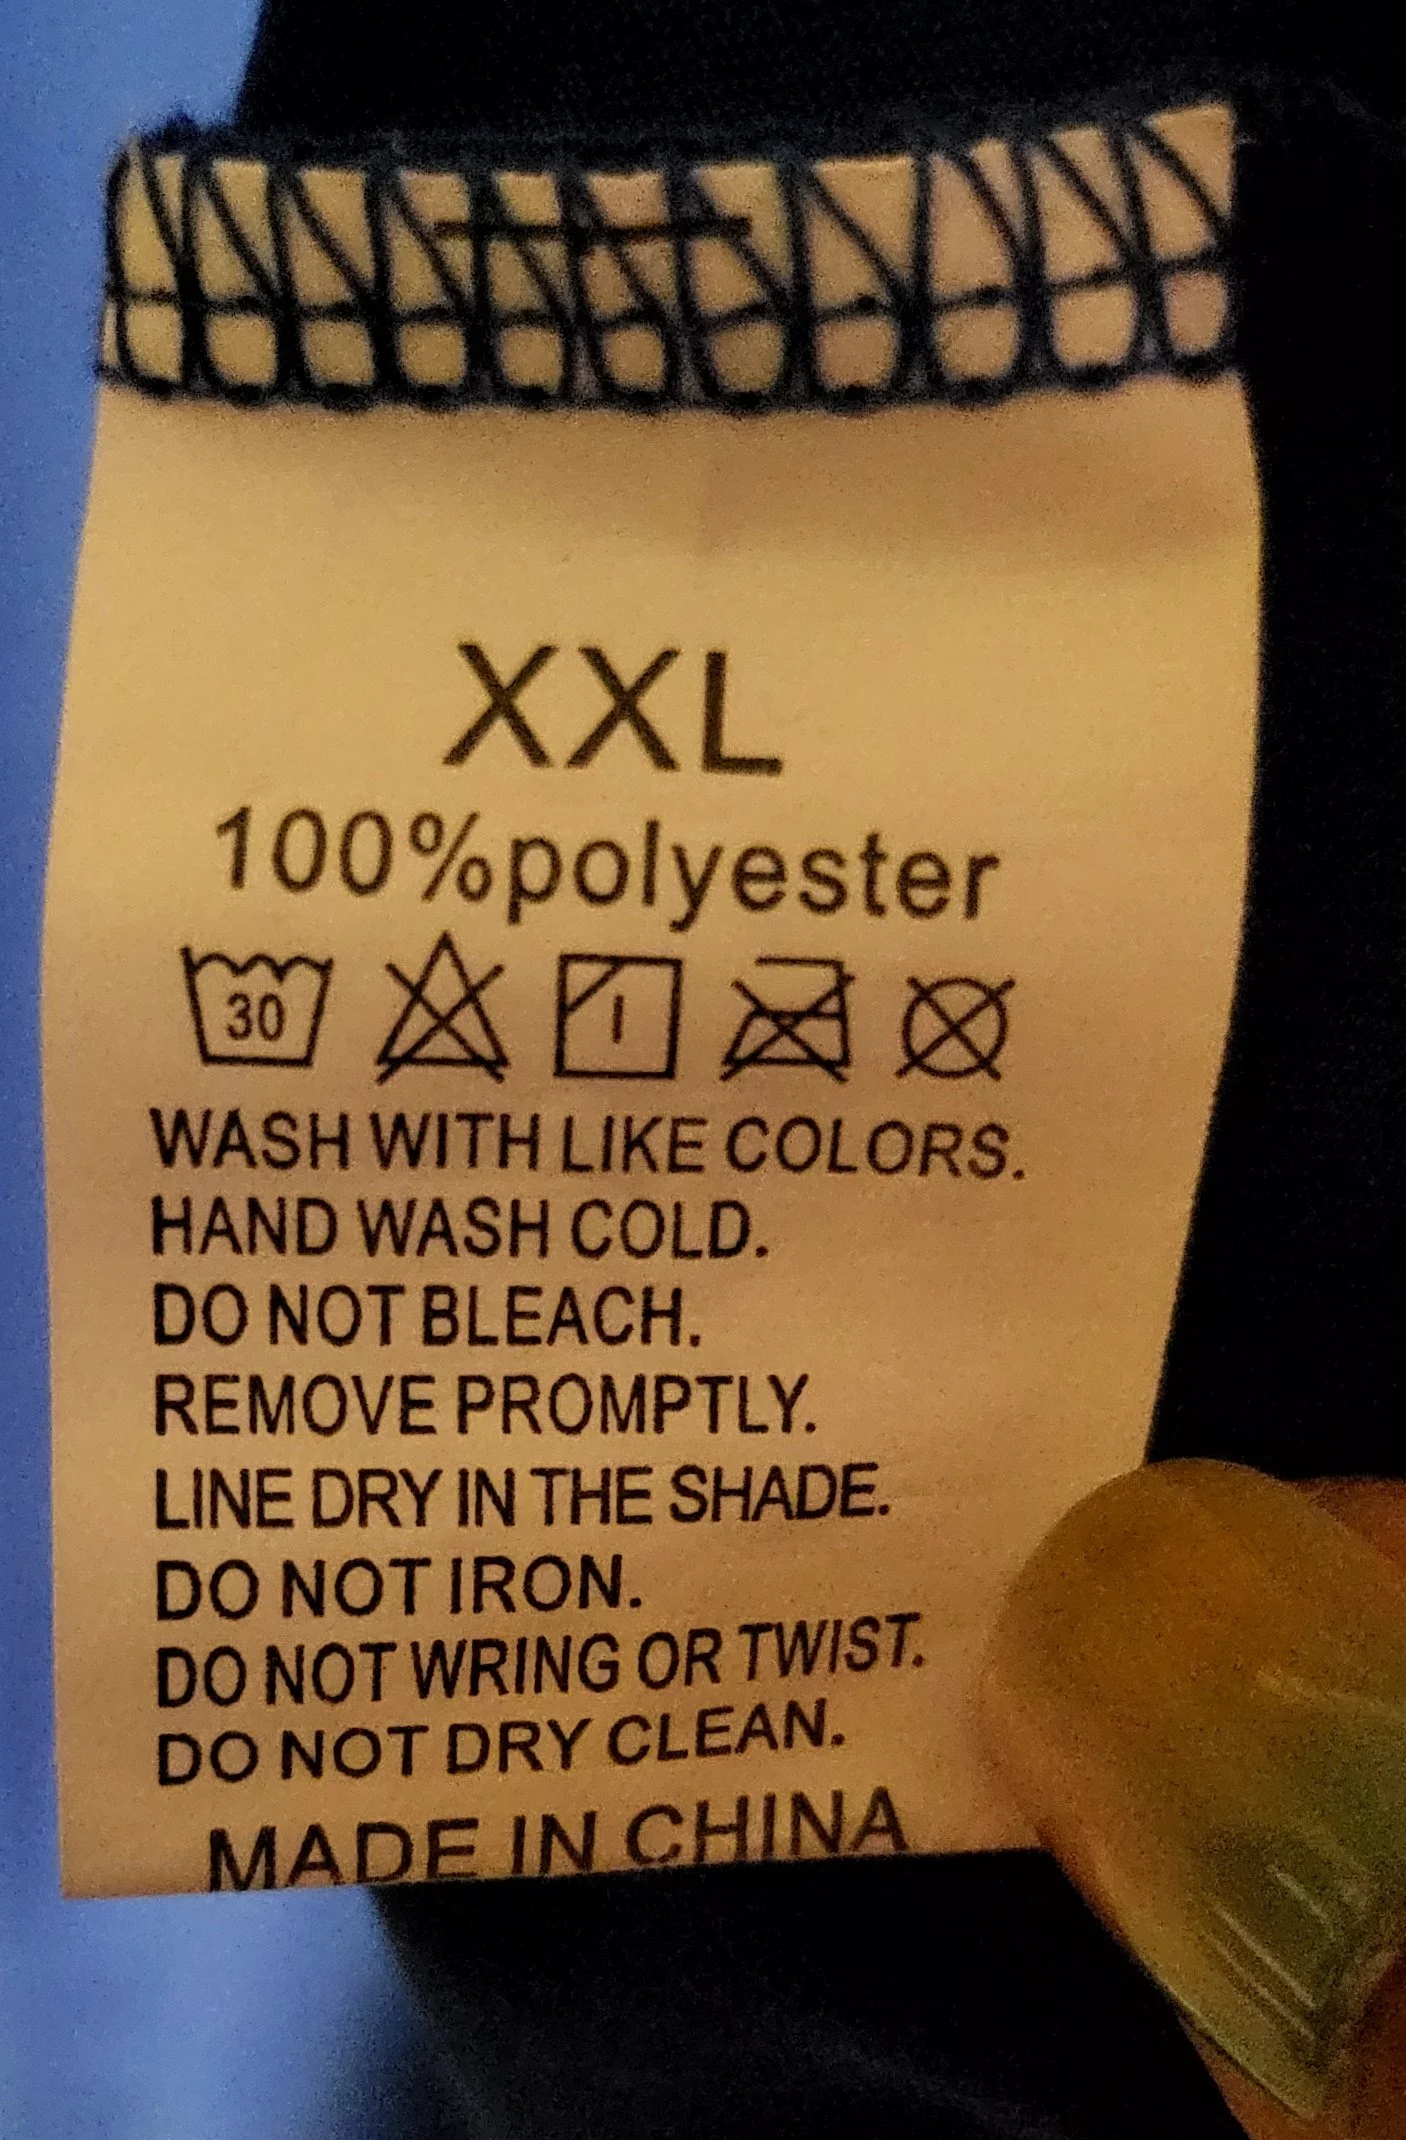 XXL
100%polyester
30
WASH WITH LIKE COLORS.
HAND WASH COLD.
DO NOT BLEACH.
REMOVE PROMPTLY.
LINE DRY IN THE SHADE.
DO NOT IRON.
DO NOT WRING OR TWIST.
DO NOT DRY CLEAN.
MADE IN CHINA